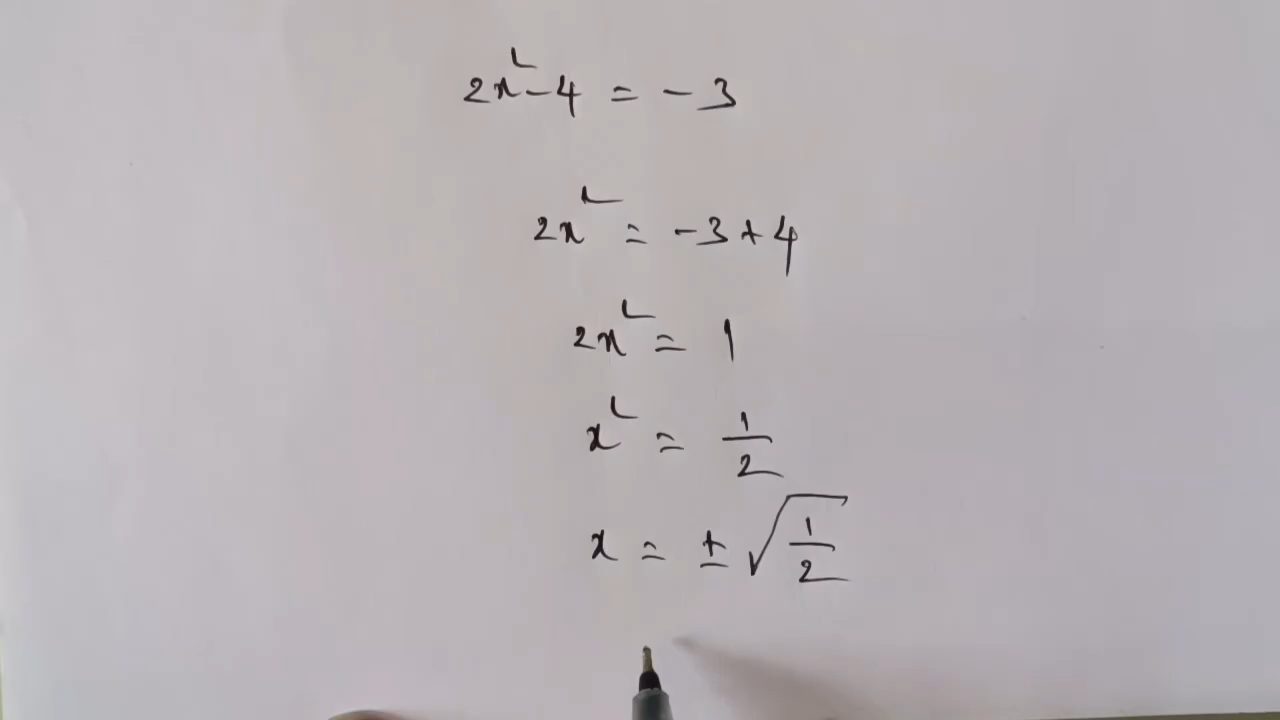 2x² - 4 = - 3
2x² = - 3 + 4
2x² = 1
x² = 1/2
x = ± √(1/2)